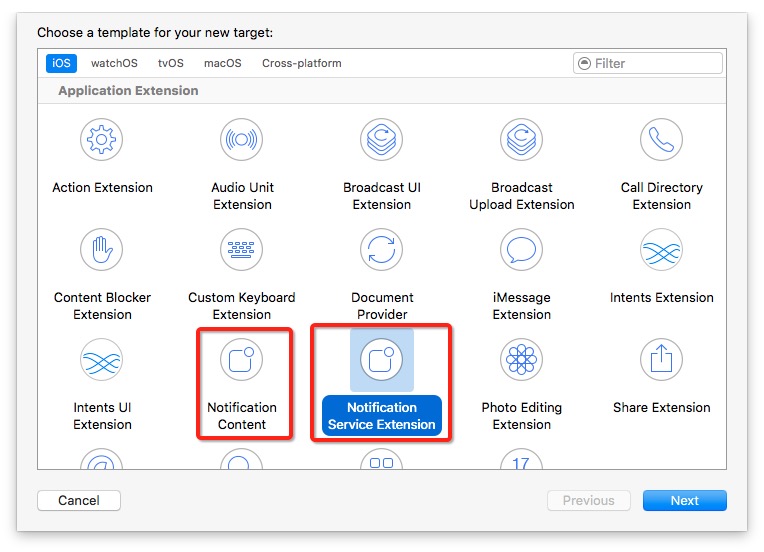 Choose a template for your new target:
iOS watchOS tvOS macOS Cross-platform Filter
Application Extension
Action Extension
Audio Unit
Extension
Broadcast UI
Extension
Broadcast
Upload Extension
Call Directory
Extension
Content Blocker
Extension
Custom Keyboard
Extension
Document
Provider
iMessage
Extension
Intents Extension
Intents UI
Extension
Notification
Content
Notification
Service Extension
Photo Editing
Extension
Share Extension
17
Cancel
Previous
Next